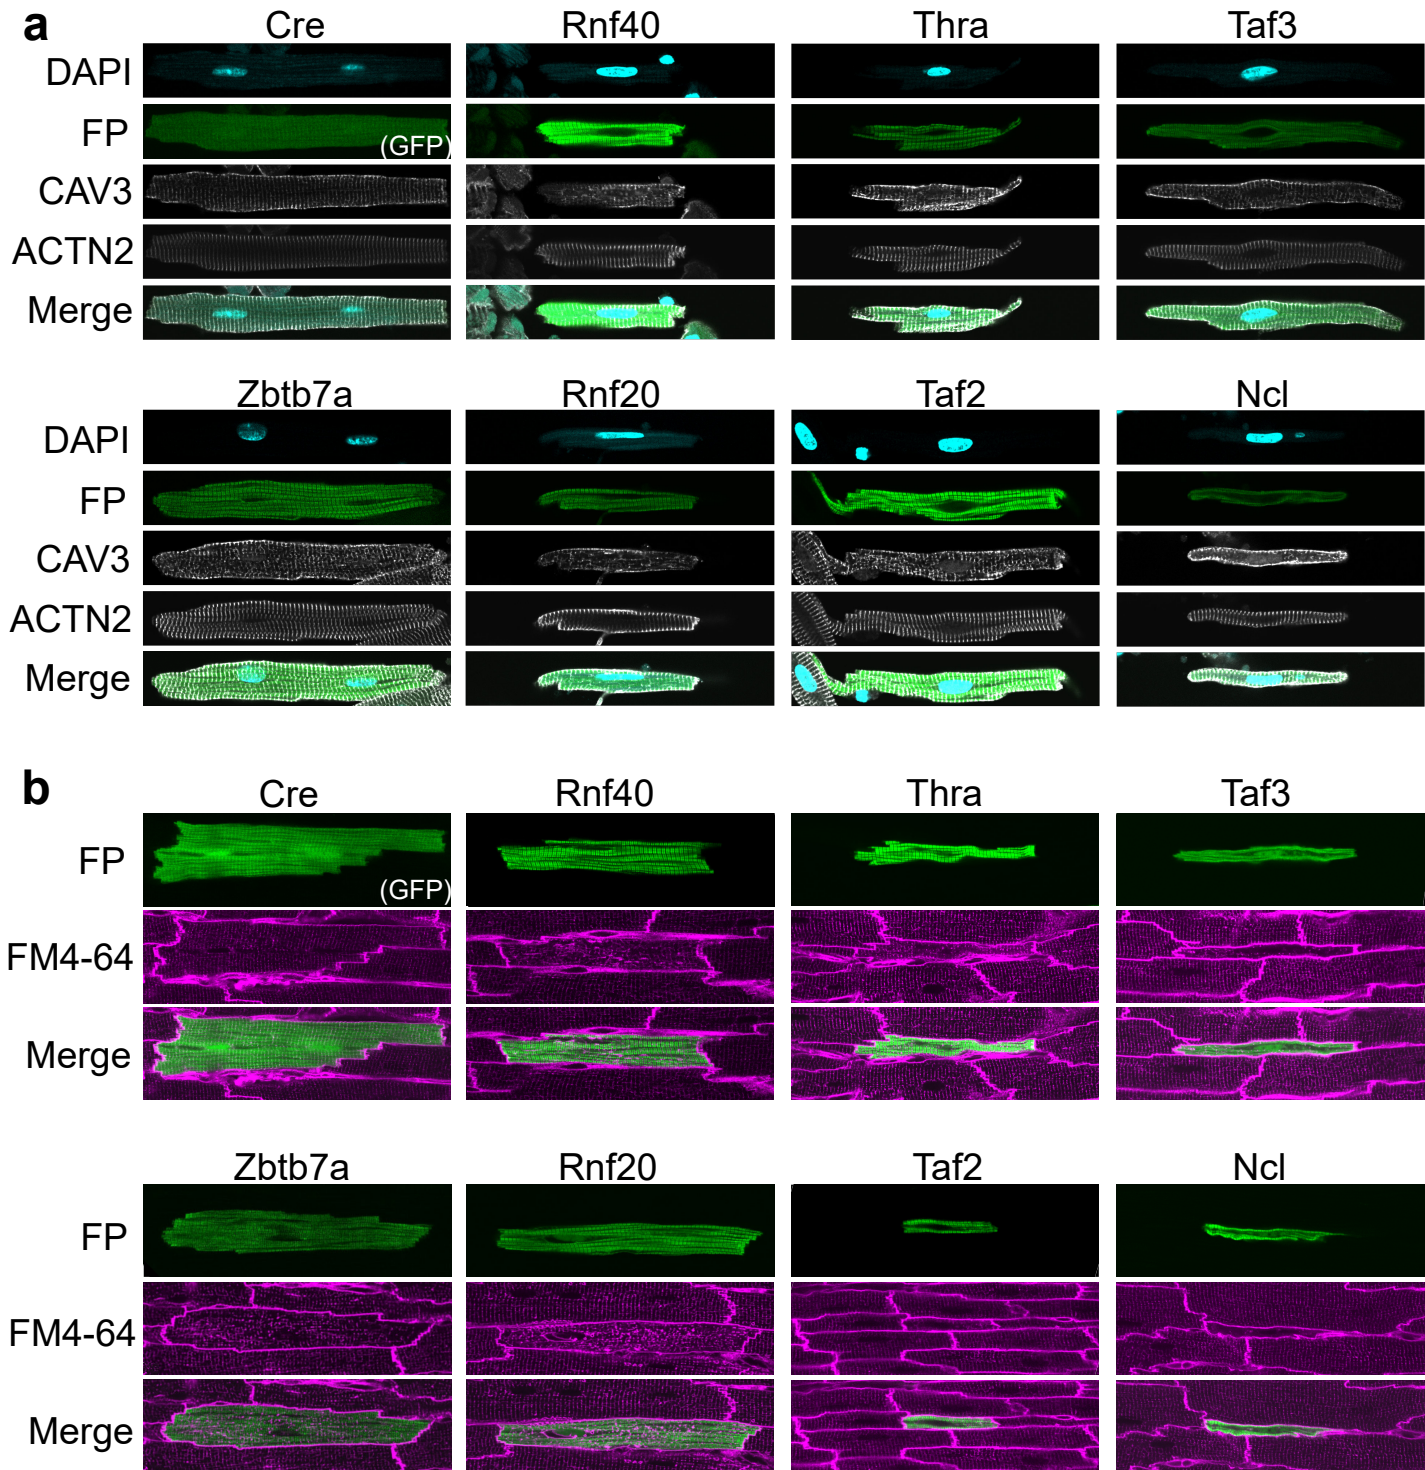 a
Cre Rnf40 Thra Taf3
DAPI
FP
(GFP)
CAV3
ACTN2
Merge
Zbtb7a Rnf20 Taf2 Ncl
DAPI
FP
CAV3
ACTN2
Merge
b
Cre Rnf40 Thra Taf3
FP
(GFP)
FM4-64
Merge
Zbtb7a Rnf20 Taf2 Ncl
FP
FM4-64
Merge